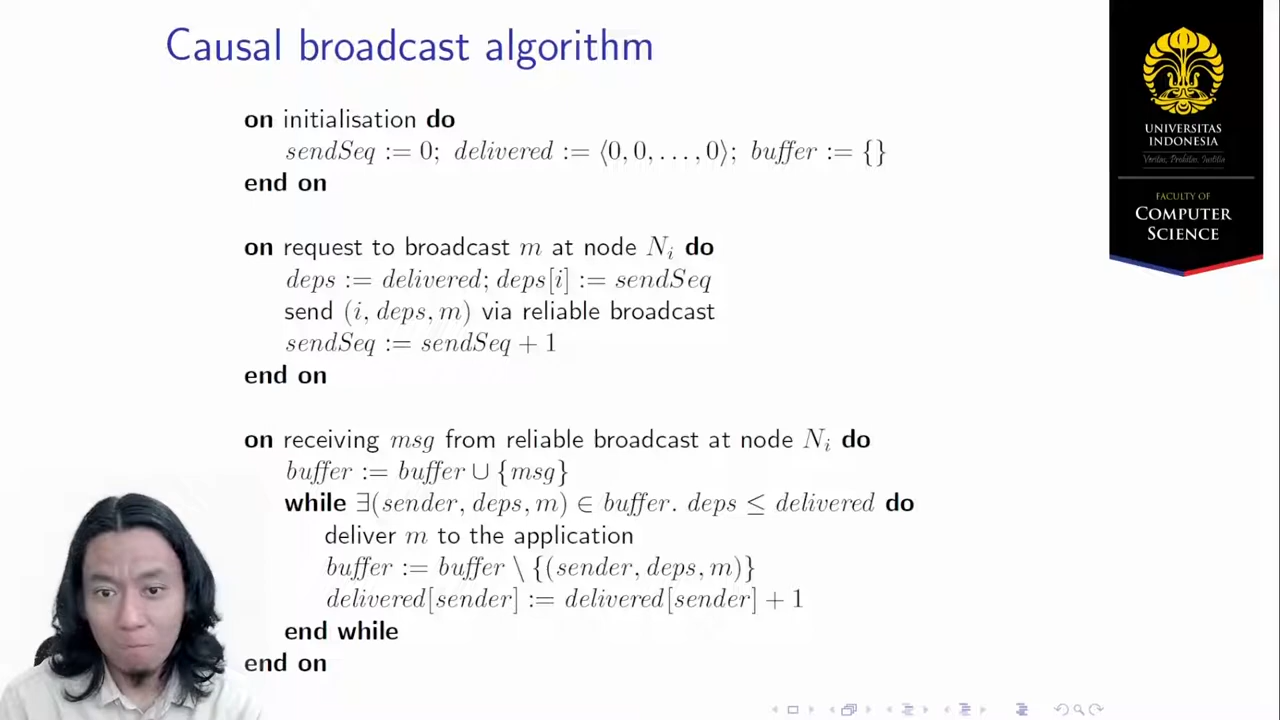 Causal broadcast algorithm
on initialisation do
sendSeq := 0; delivered := ⟨0, 0, . . . , 0⟩; buffer := {}
end on
on request to broadcast m at node Nᵢ do
deps := delivered; deps[i] := sendSeq
send (i, deps, m) via reliable broadcast
sendSeq := sendSeq + 1
end on
on receiving msg from reliable broadcast at node Nᵢ do
buffer := buffer ∪ {msg}
while ∃(sender, deps, m) ∈ buffer. deps ≤ delivered do
deliver m to the application
buffer := buffer \ {(sender, deps, m)}
delivered[sender] := delivered[sender] + 1
end while
end on
UNIVERSITAS
INDONESIA
Veritas, Probitas, Iustitia
FACULTY OF
COMPUTER
SCIENCE